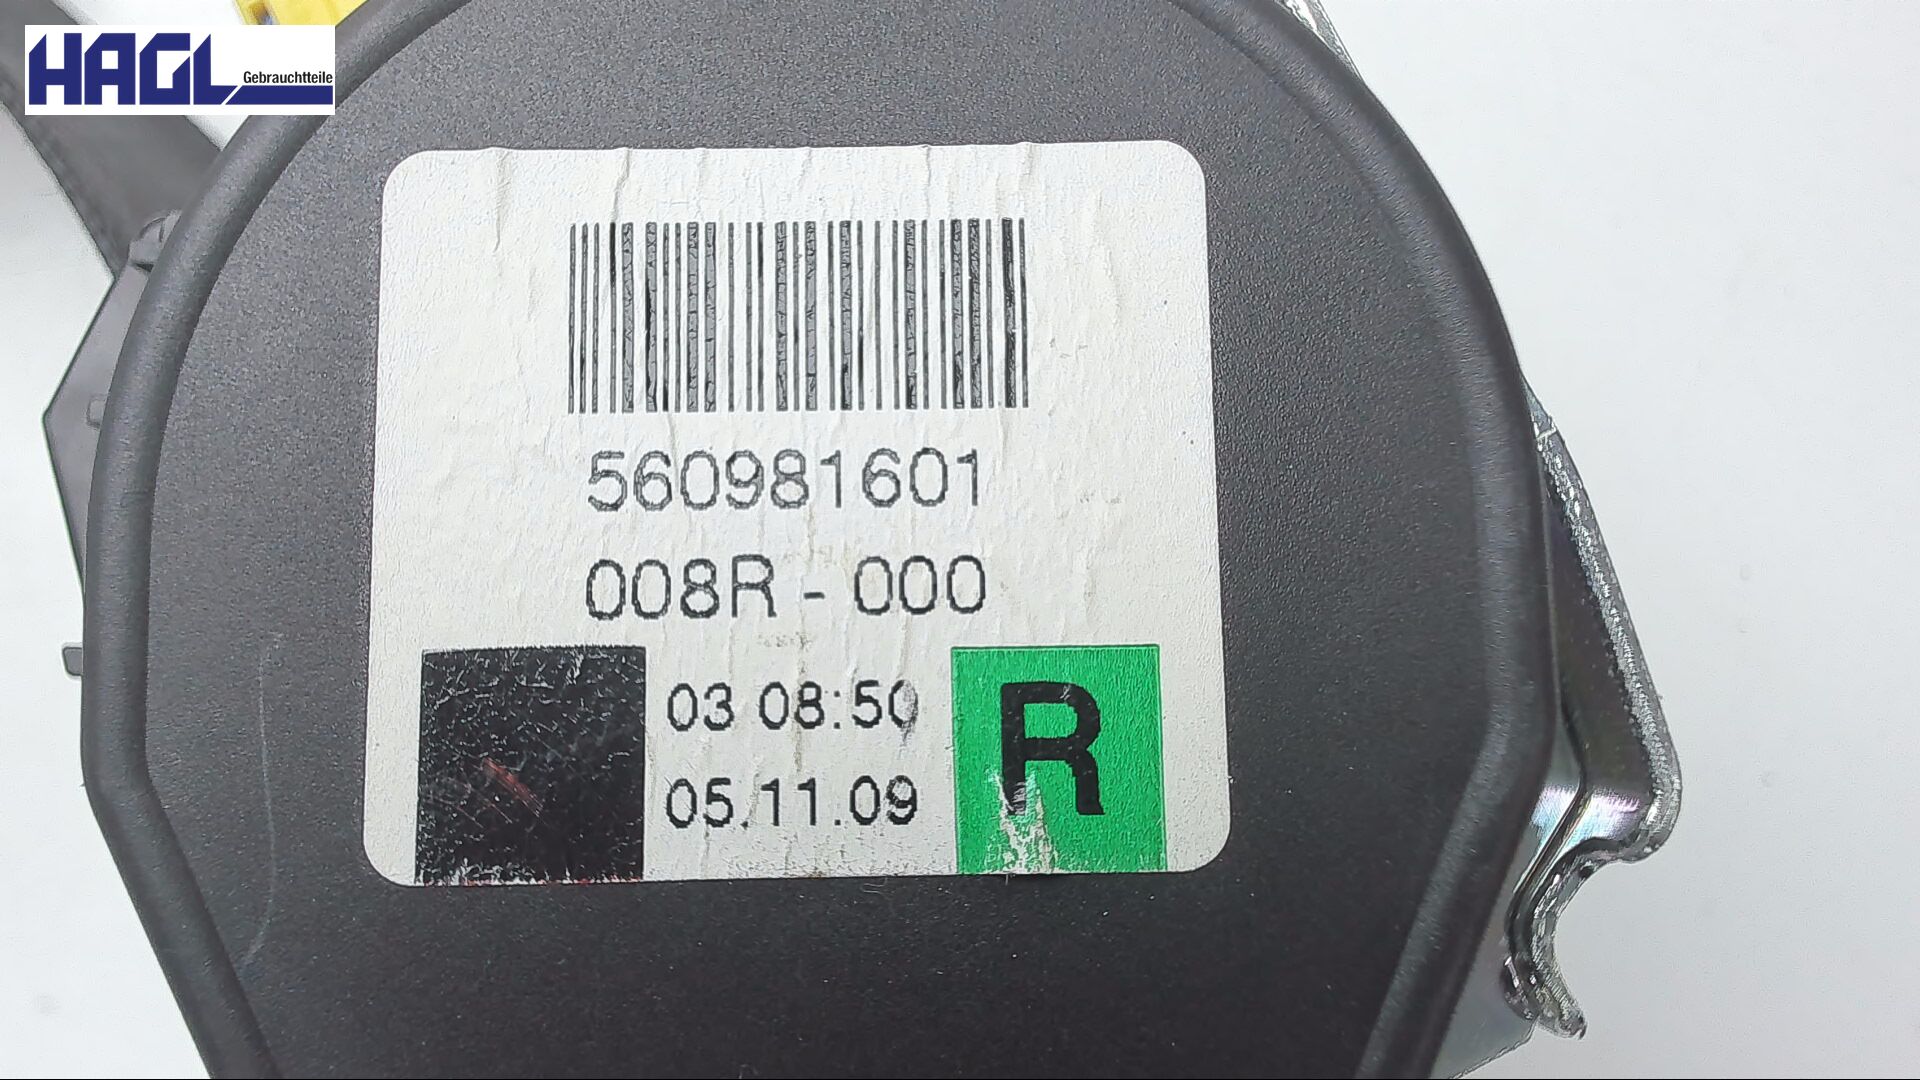 HAGL
Gebrauchtteile
560981601
008R - 000
03 08:50
05.11.09
R